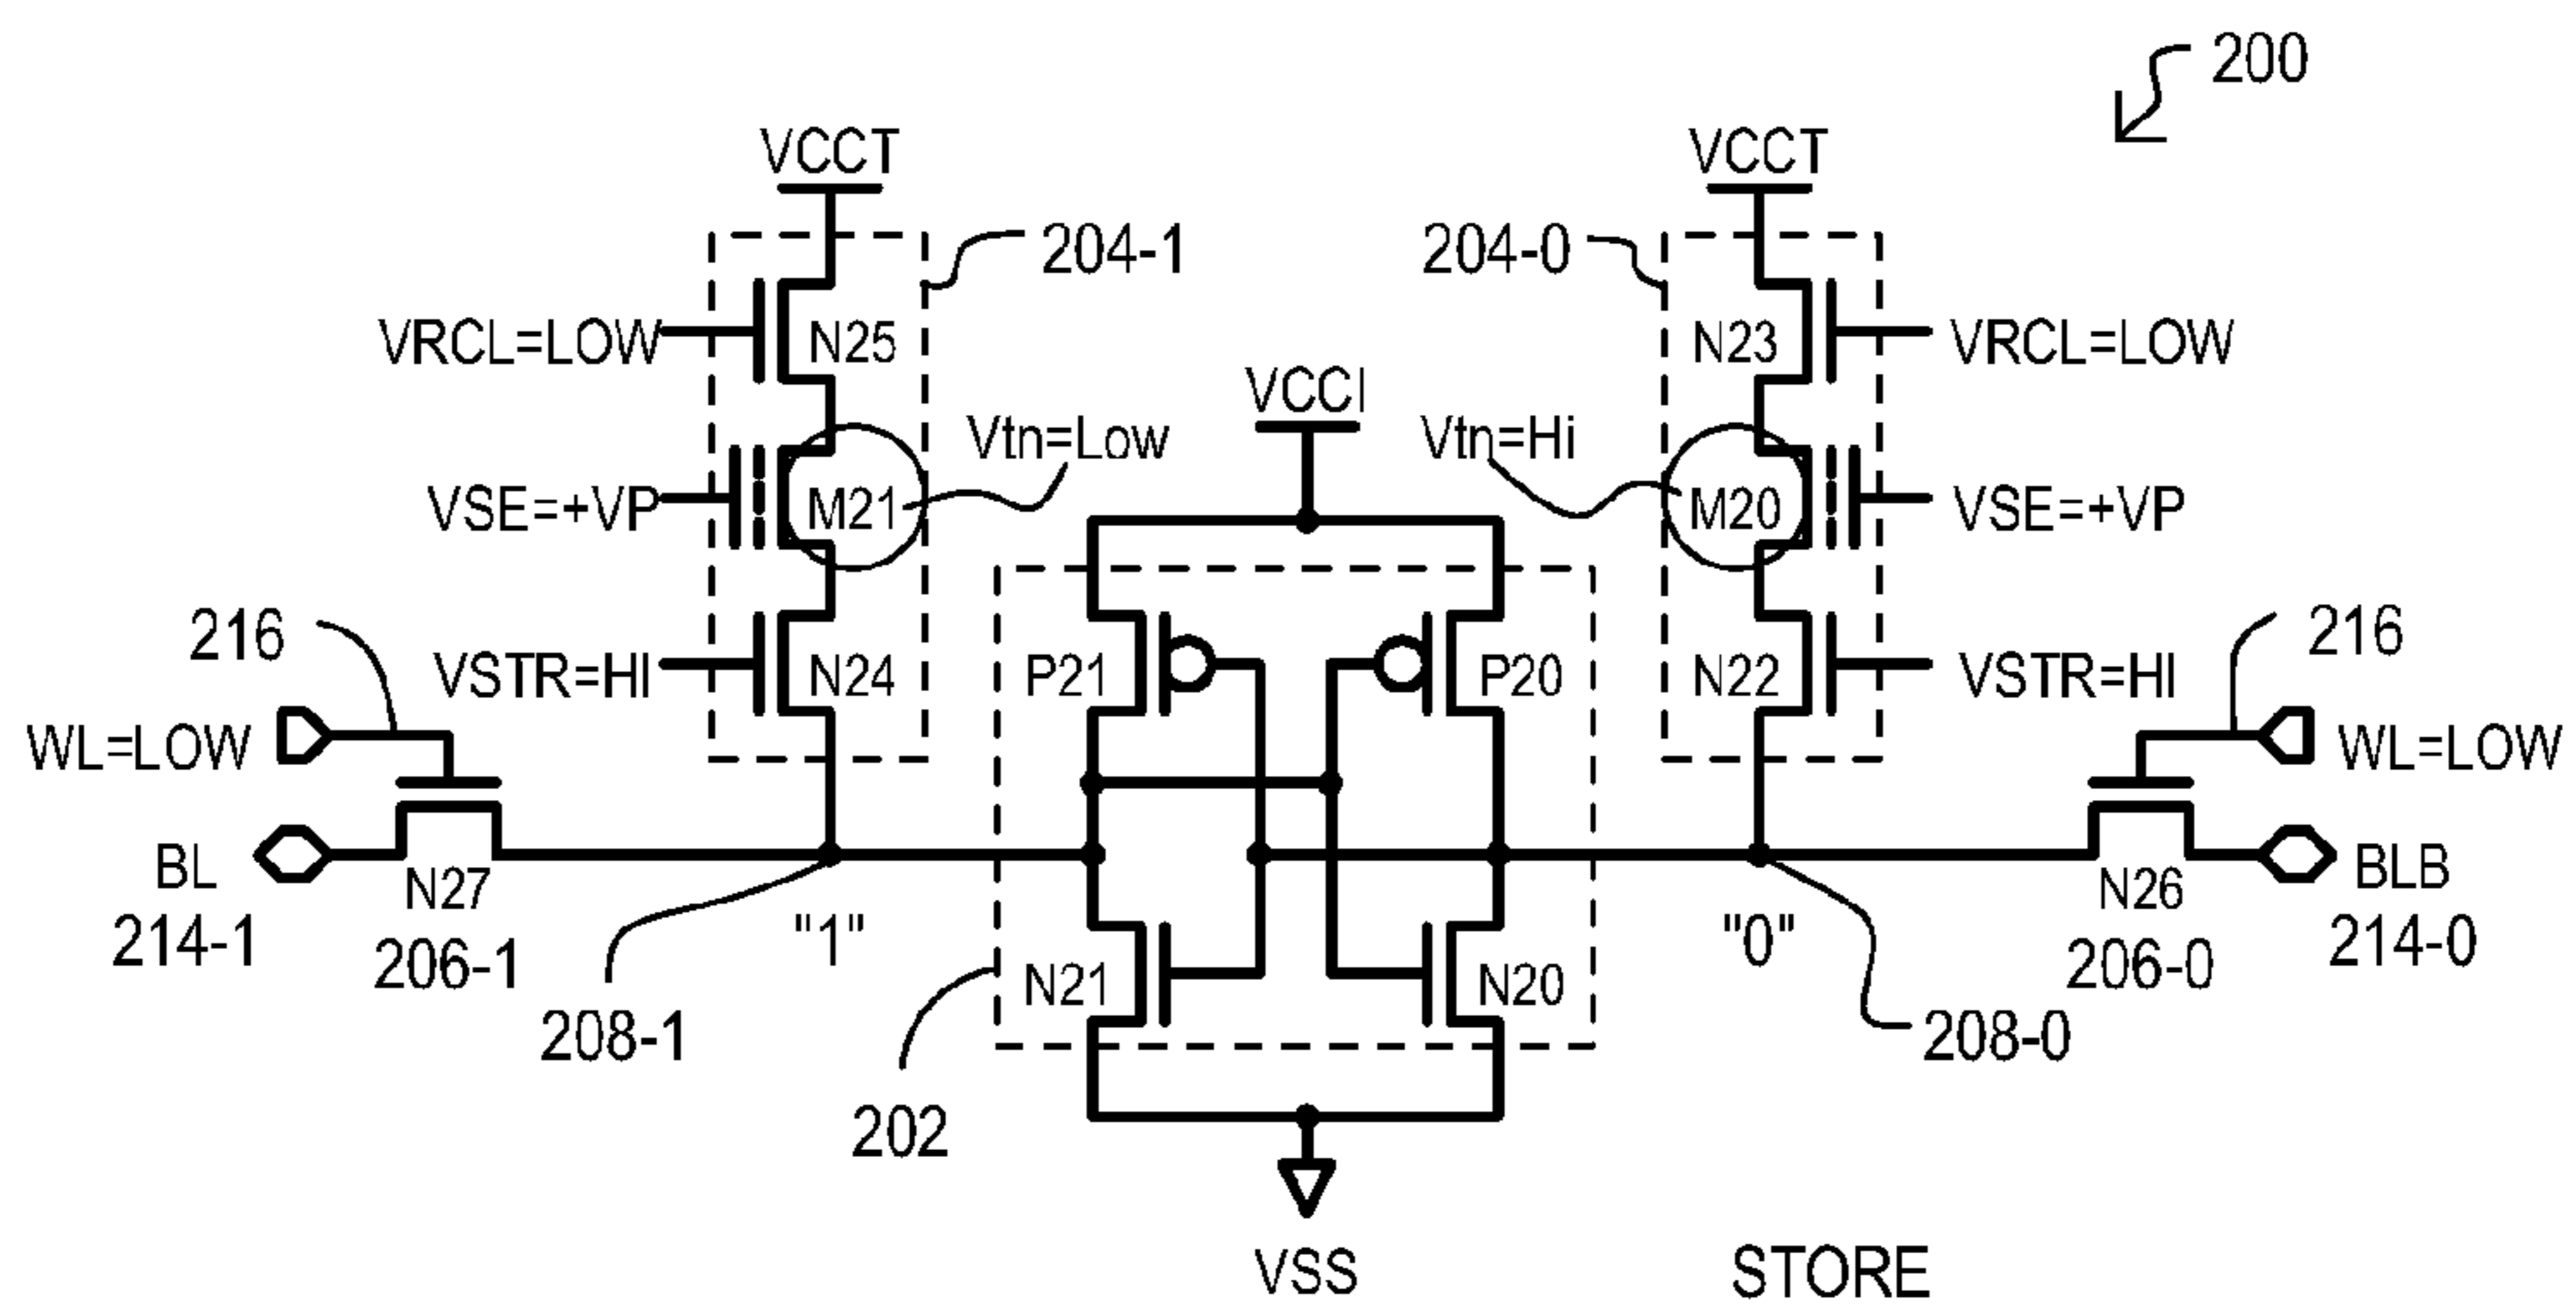 200
VCCT
VCCT
204-1
204-0
VRCL=LOW
N25
N23
VRCL=LOW
VCCI
Vtn=Low
Vtn=Hi
VSE=+VP
M21
M20
VSE=+VP
216
216
VSTR=HI
N24
P21
P20
N22
VSTR=HI
WL=LOW
WL=LOW
BL
N27
N26
BLB
214-1
206-1
"1"
"0"
206-0
214-0
N21
N20
208-1
208-0
202
VSS
STORE